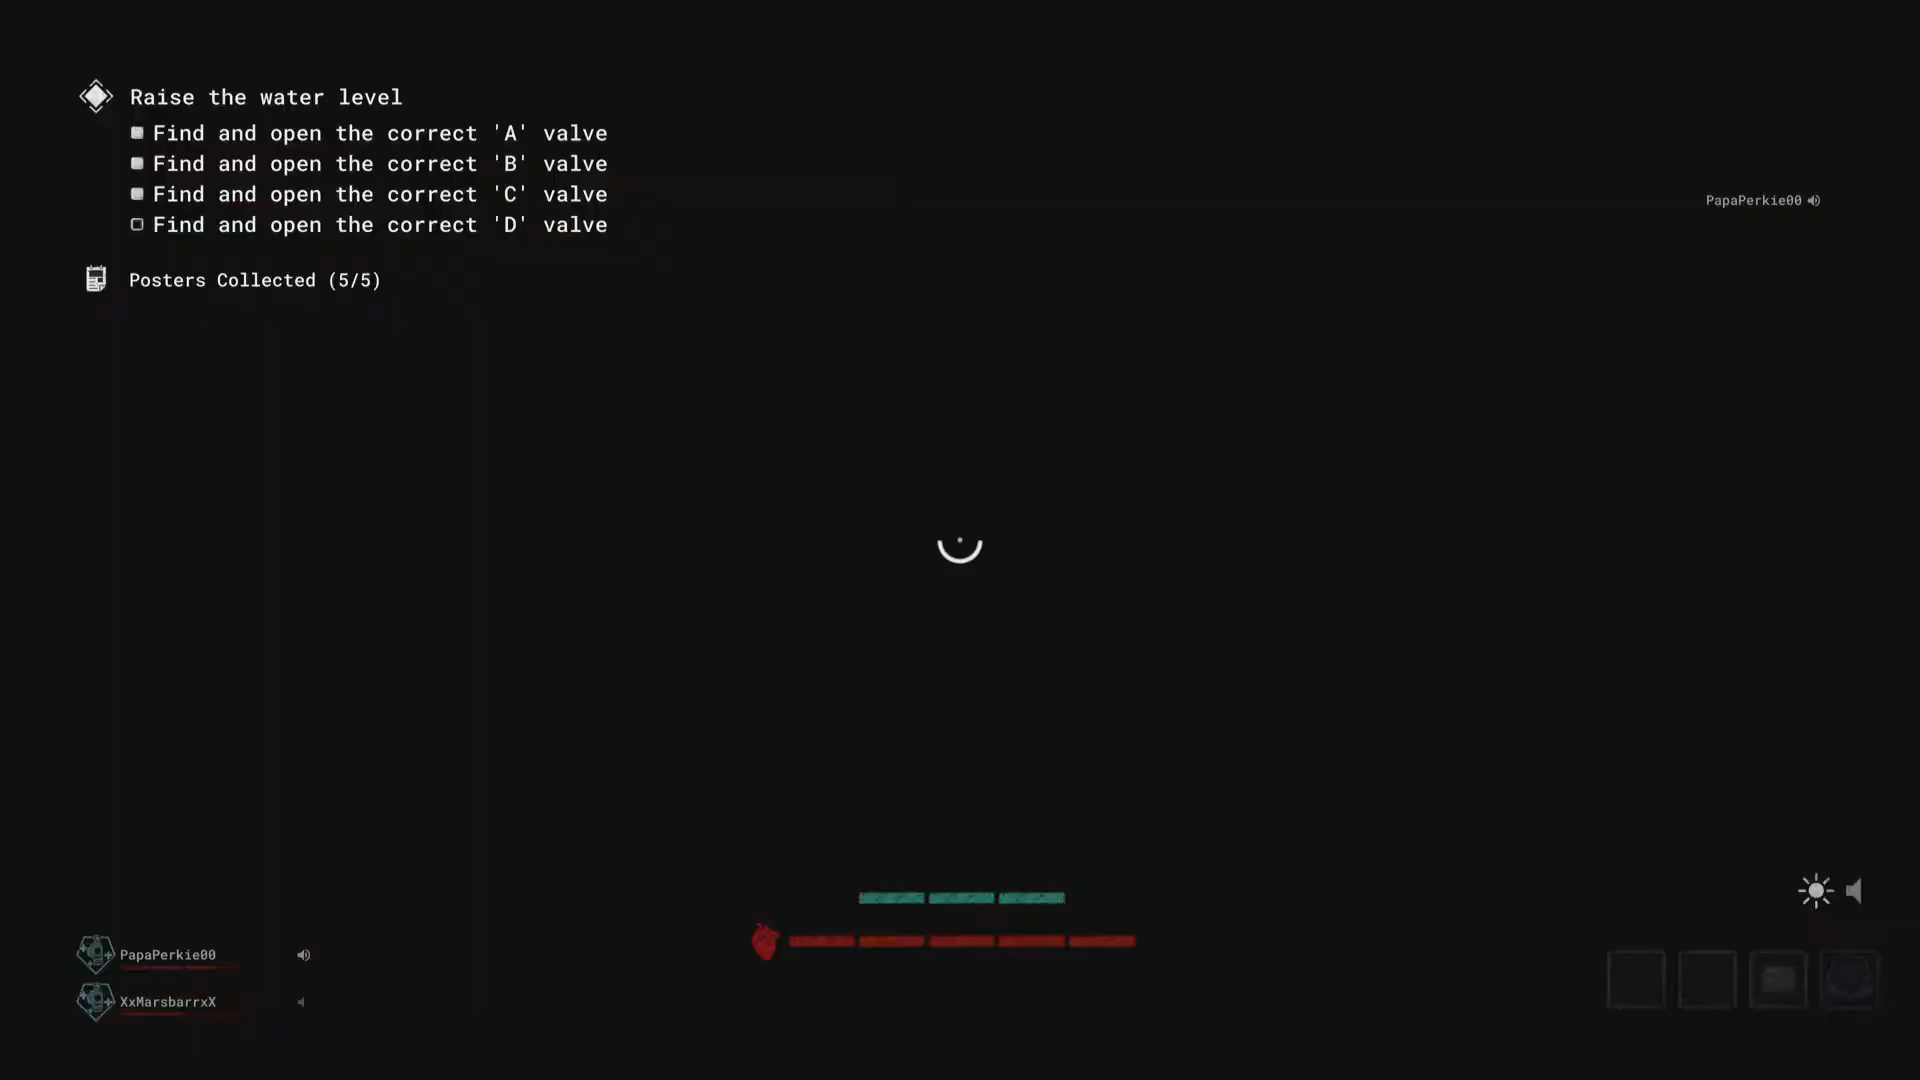 Raise the water level
Find and open the correct 'A' valve
Find and open the correct 'B' valve
Find and open the correct 'C' valve
Find and open the correct 'D' valve
PapaPerkie00
Posters Collected (5/5)
PapaPerkie00
XxMarsbarrxX